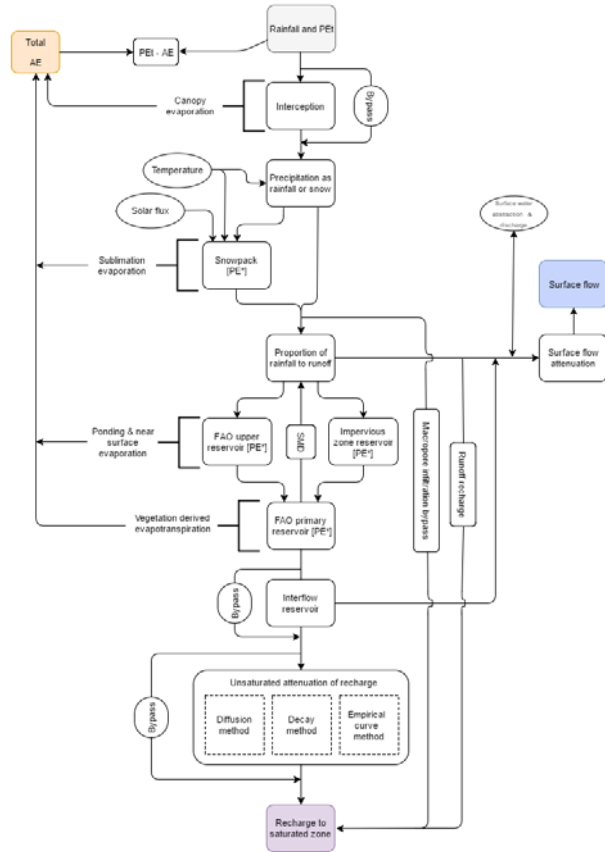 Rainfall and PEt
Total
AE
PEt - AE
Bypass
Canopy
evaporation
Interception
Temperature
Precipitation as
rainfall or snow
Solar flux
Surface water
abstraction &
discharge
Sublimation
evaporation
Snowpack
[PE*]
Surface flow
Proportion of
rainfall to runoff
Surface flow
attenuation
Ponding & near
surface
evaporation
FAO upper
reservoir [PE*]
SMD
Impervious
zone reservoir
[PE*]
Macropore infiltration bypass
Runoff recharge
Vegetation derived
evapotranspiration
FAO primary
reservoir [PE*]
Bypass
Interflow
reservoir
Unsaturated attenuation of recharge
Bypass
Diffusion
method
Decay
method
Empirical
curve
method
Recharge to
saturated zone